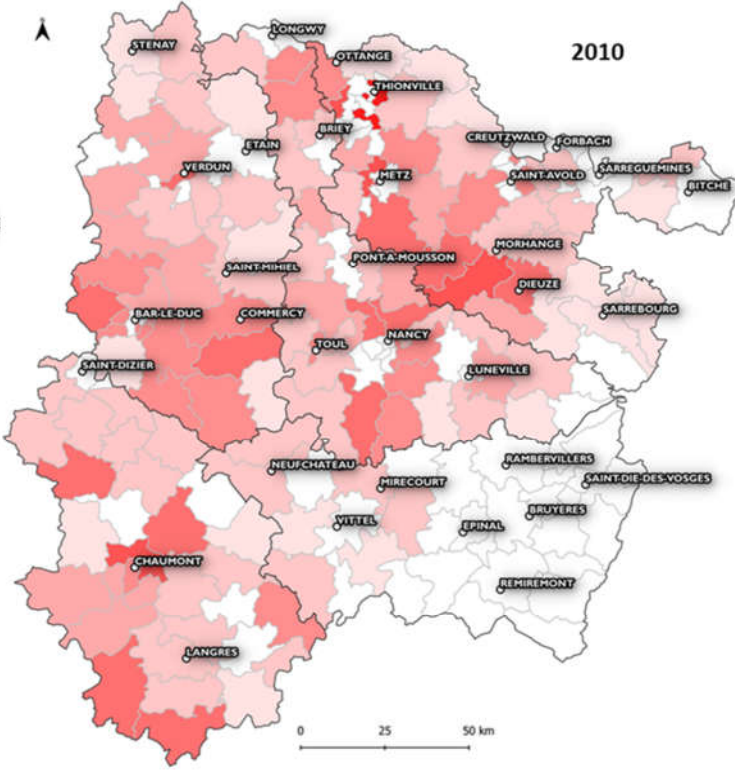 LONGWY
STENAY
2010
OTTANGE
THIONVILLE
BRIEY
CREUTZWALD
FORBACH
ETAIN
VERDUN
METZ
SAINT-AVOLD
SARREGUEMINES
BITCHE
MORHANGE
PONT-A-MOUSSON
SAINT-MIHIEL
DIEUZE
BAR-LE-DUC
COMMERCY
SARREBOURG
NANCY
TOUL
SAINT-DIZIER
LUNEVILLE
NEUFCHATEAU
RAMBERVILLERS
MIRECOURT
SAINT-DIE-DES-VOSGES
BRUYERES
VITTEL
EPINAL
CHAUMONT
REMIREMONT
LANGRES
0 25 50 km